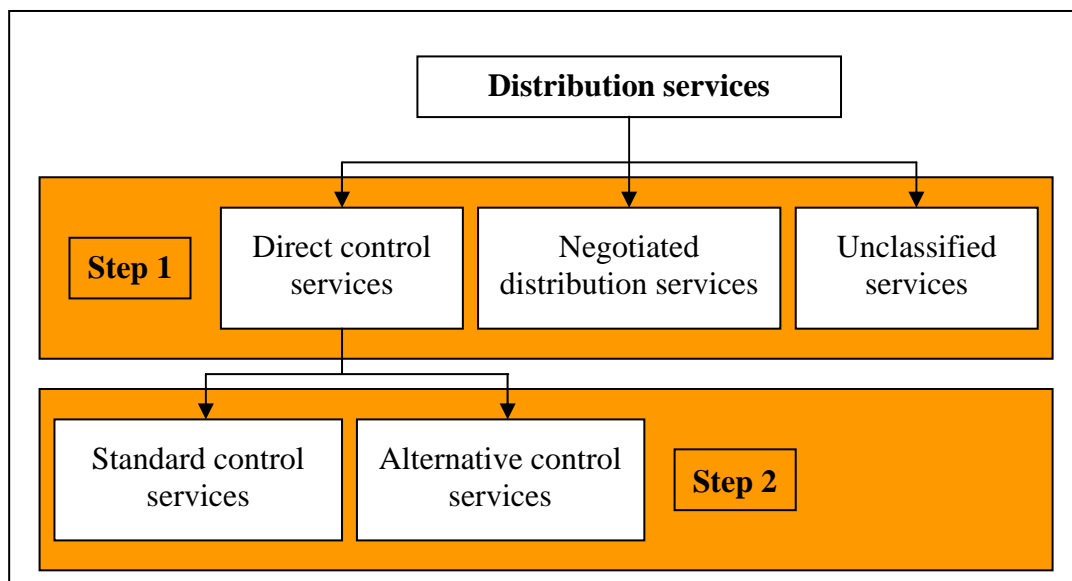 Distribution services
Step 1
Direct control
services
Negotiated
distribution services
Unclassified
services
Standard control
services
Alternative control
services
Step 2